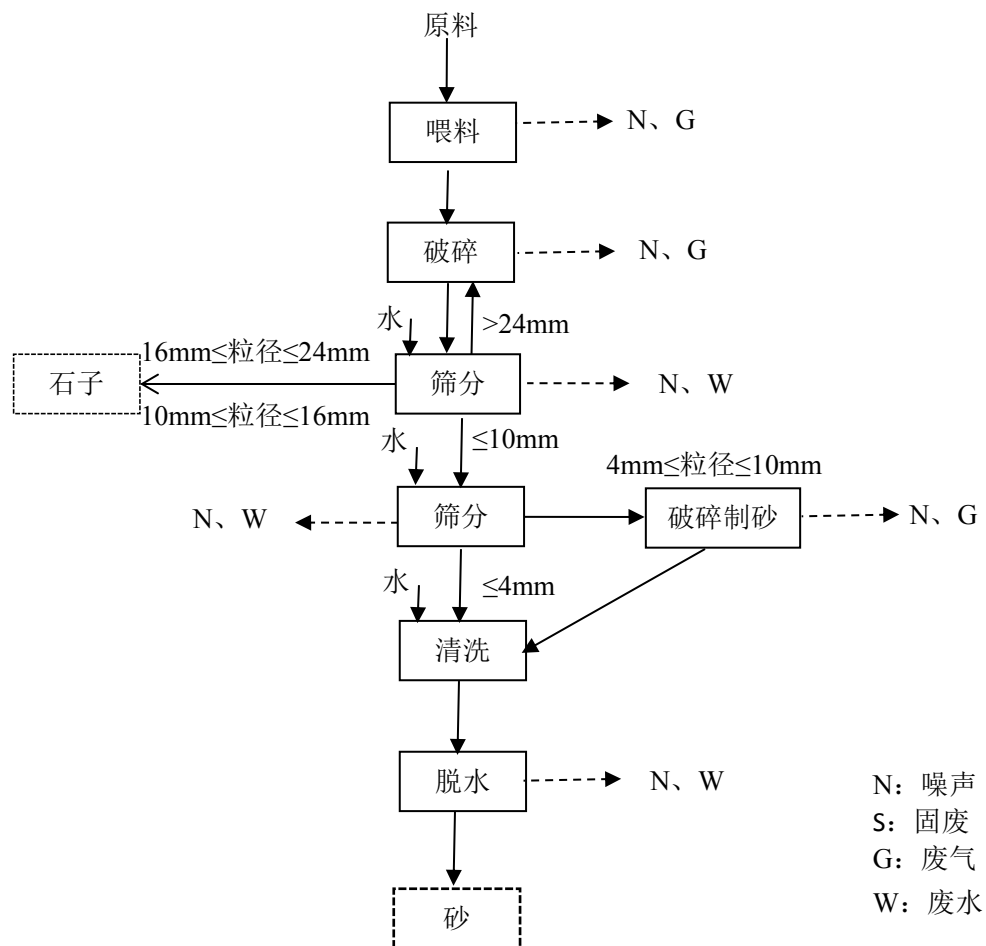 原料
喂料
N、G
破碎
N、G
水
>24mm
16mm≤粒径≤24mm
石子
筛分
N、W
10mm≤粒径≤16mm
水
≤10mm
4mm≤粒径≤10mm
N、W
筛分
破碎制砂
N、G
水
≤4mm
清洗
脱水
N、W
砂
N：噪声
S：固废
G：废气
W：废水